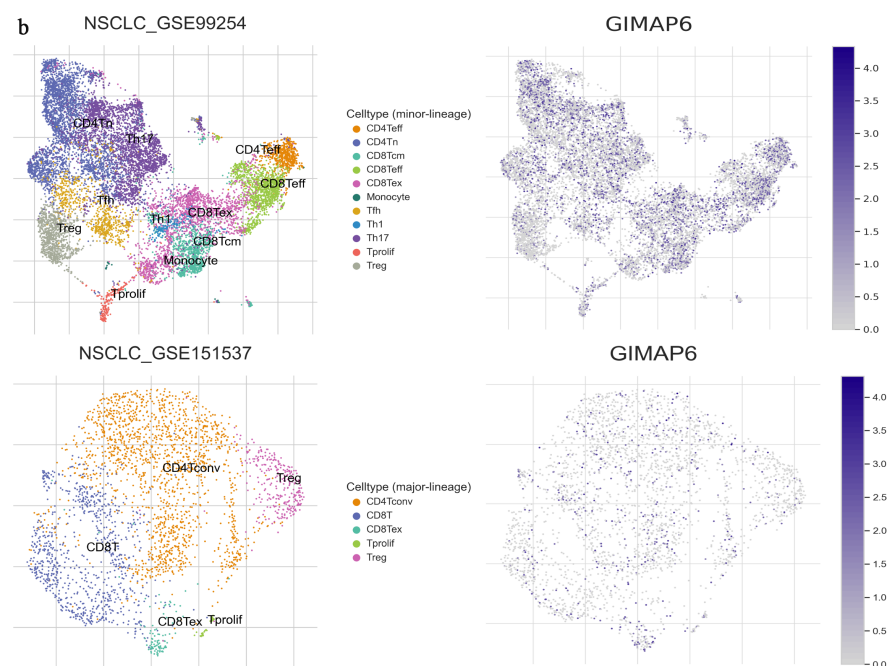 b
NSCLC_GSE99254
GIMAP6
CD4Tn
Th17
CD4Teff
CD8Teff
Tfh
Th1
CD8Tex
Treg
CD8Tcm
Monocyte
Tprolif
Celltype (minor-lineage)
CD4Teff
CD4Tn
CD8Tcm
CD8Teff
CD8Tex
Monocyte
Tfh
Th1
Th17
Tprolif
Treg
4.0
3.5
3.0
2.5
2.0
1.5
1.0
0.5
0.0
NSCLC_GSE151537
GIMAP6
CD4Tconv
Treg
CD8T
CD8Tex
Tprolif
Celltype (major-lineage)
CD4Tconv
CD8T
CD8Tex
Tprolif
Treg
4.0
3.5
3.0
2.5
2.0
1.5
1.0
0.5
0.0